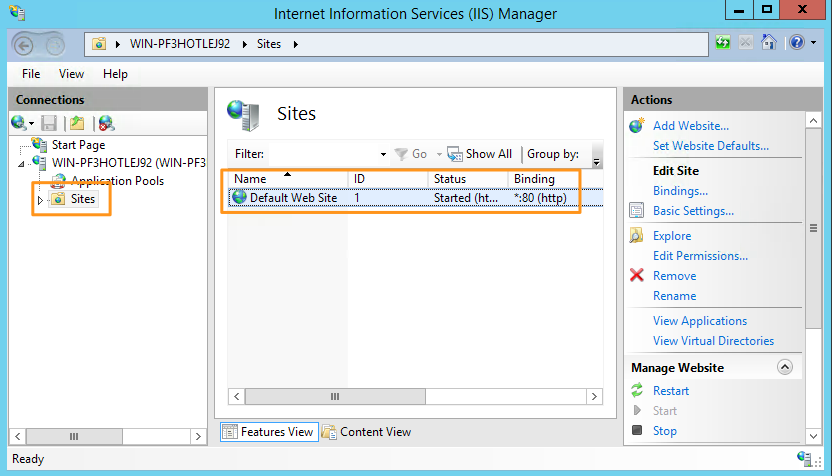 Internet Information Services (IIS) Manager
WIN-PF3HOTLEJ92 Sites
File View Help
Connections
Start Page
WIN-PF3HOTLEJ92 (WIN-PF3
Application Pools
Sites
Sites
Filter: Go Show All Group by:
Name ID Status Binding
Default Web Site 1 Started (ht... *:80 (http)
Features View Content View
Actions
Add Website...
Set Website Defaults...
Edit Site
Bindings...
Basic Settings...
Explore
Edit Permissions...
Remove
Rename
View Applications
View Virtual Directories
Manage Website
Restart
Start
Stop
Ready